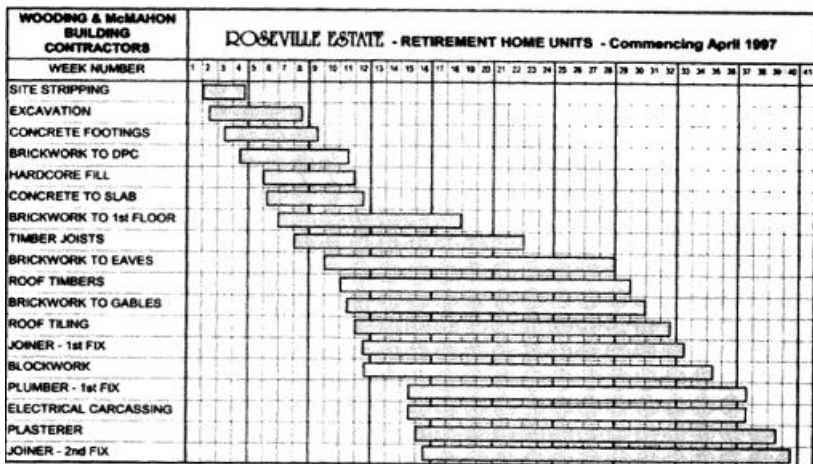 WOODING & McMAHON
BUILDING
CONTRACTORS
ROSEVILLE ESTATE - RETIREMENT HOME UNITS - Commencing April 1997
WEEK NUMBER
1 2 3 4 5 6 7 8 9 10 11 12 13 14 15 16 17 18 19 20 21 22 23 24 25 26 27 28 29 30 31 32 33 34 35 36 37 38 39 40 41
SITE STRIPPING
EXCAVATION
CONCRETE FOOTINGS
BRICKWORK TO DPC
HARDCORE FILL
CONCRETE TO SLAB
BRICKWORK TO 1st FLOOR
TIMBER JOISTS
BRICKWORK TO EAVES
ROOF TIMBERS
BRICKWORK TO GABLES
ROOF TILING
JOINER - 1st FIX
BLOCKWORK
PLUMBER - 1st FIX
ELECTRICAL CARCASSING
PLASTERER
JOINER - 2nd FIX